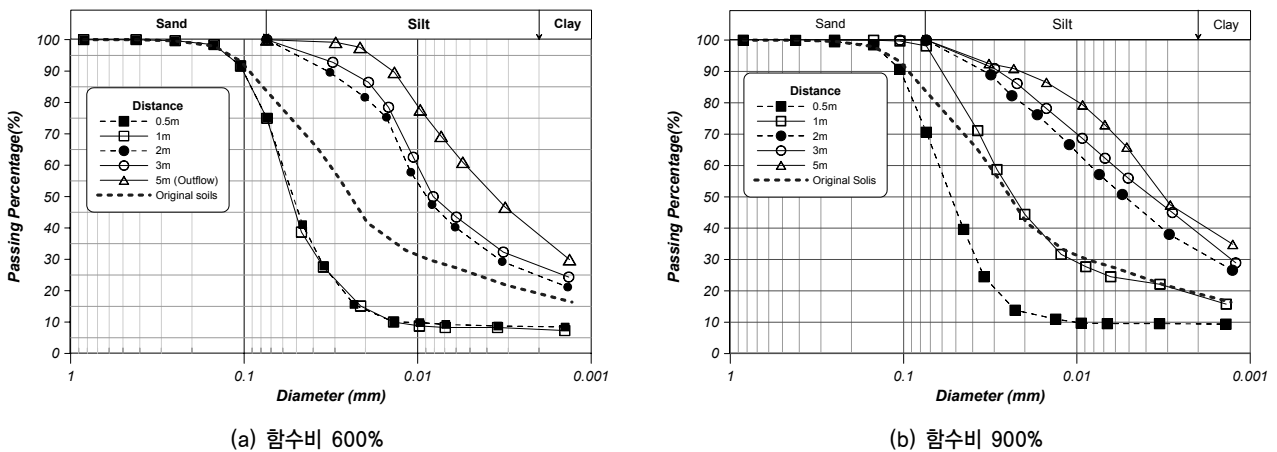 Sand Silt Clay
100
90
80
70
60
50
40
30
20
10
0
Passing Percentage(%)
Distance
0.5m
1m
2m
3m
5m (Outflow)
Original soils
1 0.1 0.01 0.001
Diameter (mm)
(a) 함수비 600%
Sand Silt Clay
100
90
80
70
60
50
40
30
20
10
0
Passing Percentage(%)
Distance
0.5m
1m
2m
3m
5m
Original Solis
1 0.1 0.01 0.001
Diameter (mm)
(b) 함수비 900%